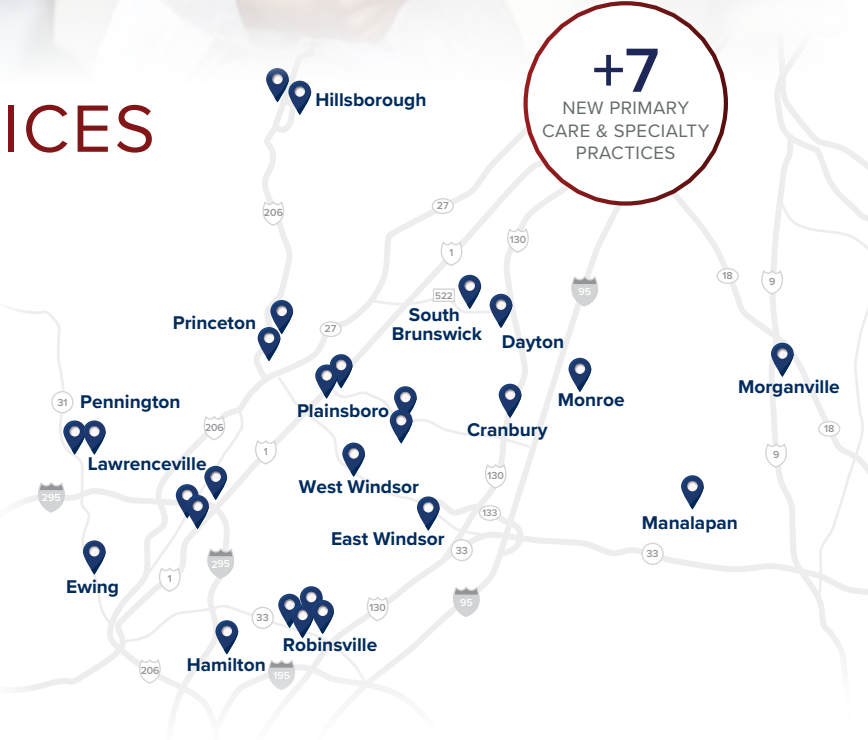 +7
NEW PRIMARY
CARE & SPECIALTY
PRACTICES
ICES
Hillsborough
206
27
1
130
522
95
18
9
South
Brunswick
Princeton
27
Dayton
Morganville
Monroe
31
Pennington
Plainsboro
206
Cranbury
18
1
9
Lawrenceville
295
West Windsor
130
133
Manalapan
East Windsor
33
33
295
Ewing
1
95
130
33
Robinsville
Hamilton
206
195